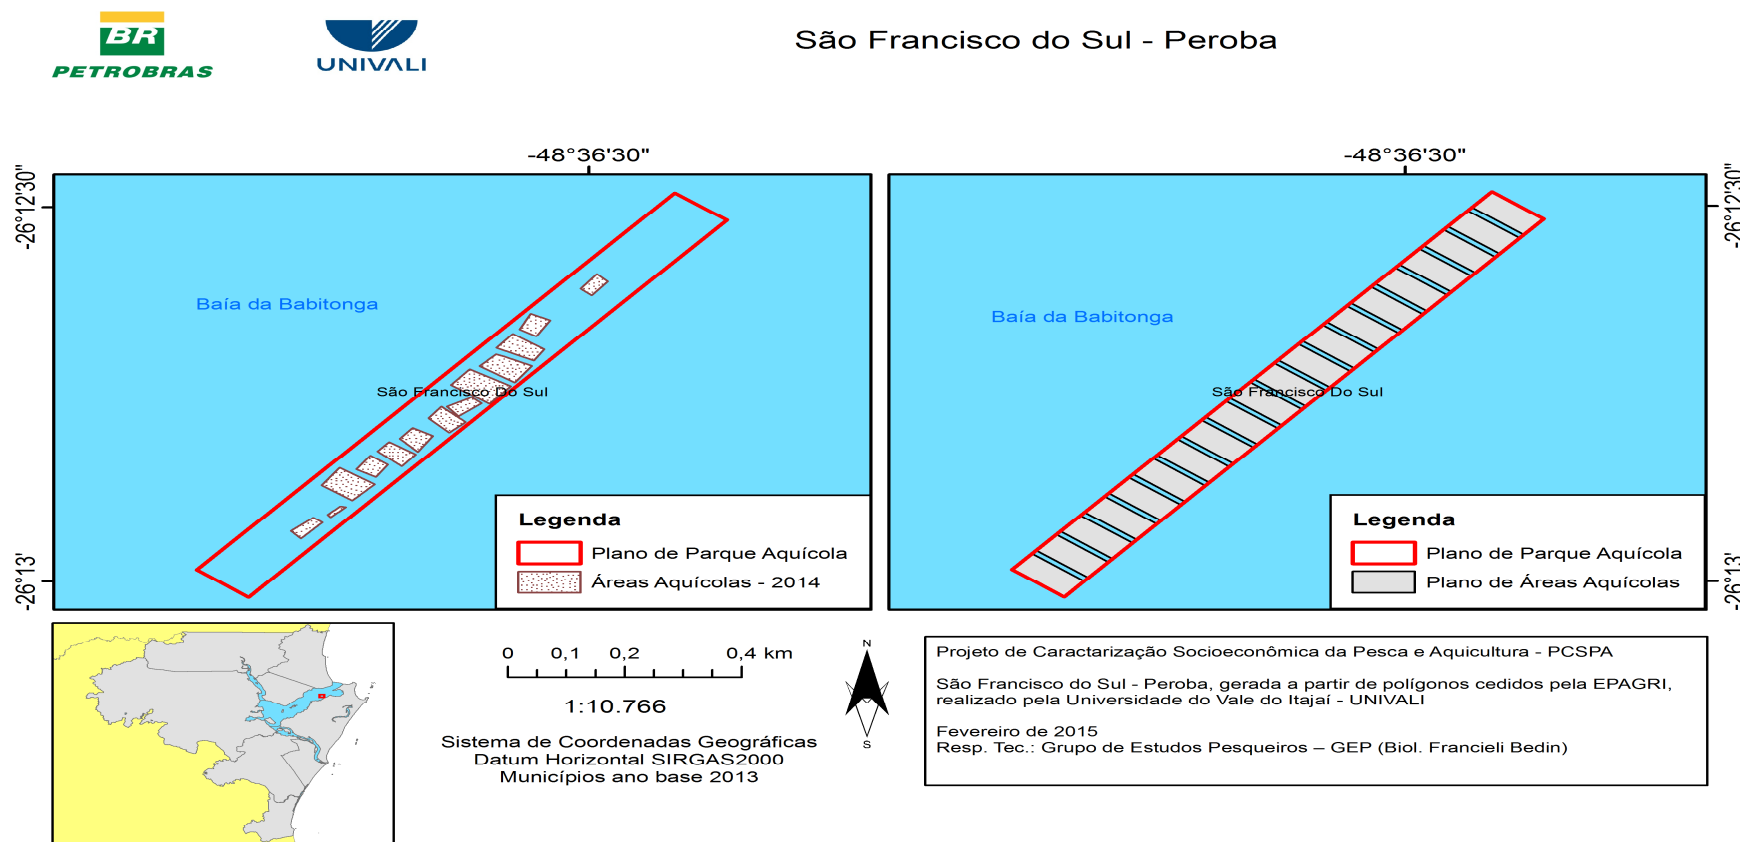 BR
PETROBRAS
UNIVALI
São Francisco do Sul - Peroba
-48°36'30"
-48°36'30"
-26°12'30"
-26°13'
Baía da Babitonga
São Francisco Do Sul
Legenda
Plano de Parque Aquícola
Áreas Aquícolas - 2014
Baía da Babitonga
São Francisco Do Sul
Legenda
Plano de Parque Aquícola
Plano de Áreas Aquícolas
-26°12'30"
-26°13'
0 0,1 0,2 0,4 km
1:10.766
Sistema de Coordenadas Geográficas
Datum Horizontal SIRGAS2000
Municípios ano base 2013
N
S
Projeto de Caractarização Socioeconômica da Pesca e Aquicultura - PCSPA
São Francisco do Sul - Peroba, gerada a partir de polígonos cedidos pela EPAGRI,
realizado pela Universidade do Vale do Itajaí - UNIVALI
Fevereiro de 2015
Resp. Tec.: Grupo de Estudos Pesqueiros – GEP (Biol. Francieli Bedin)